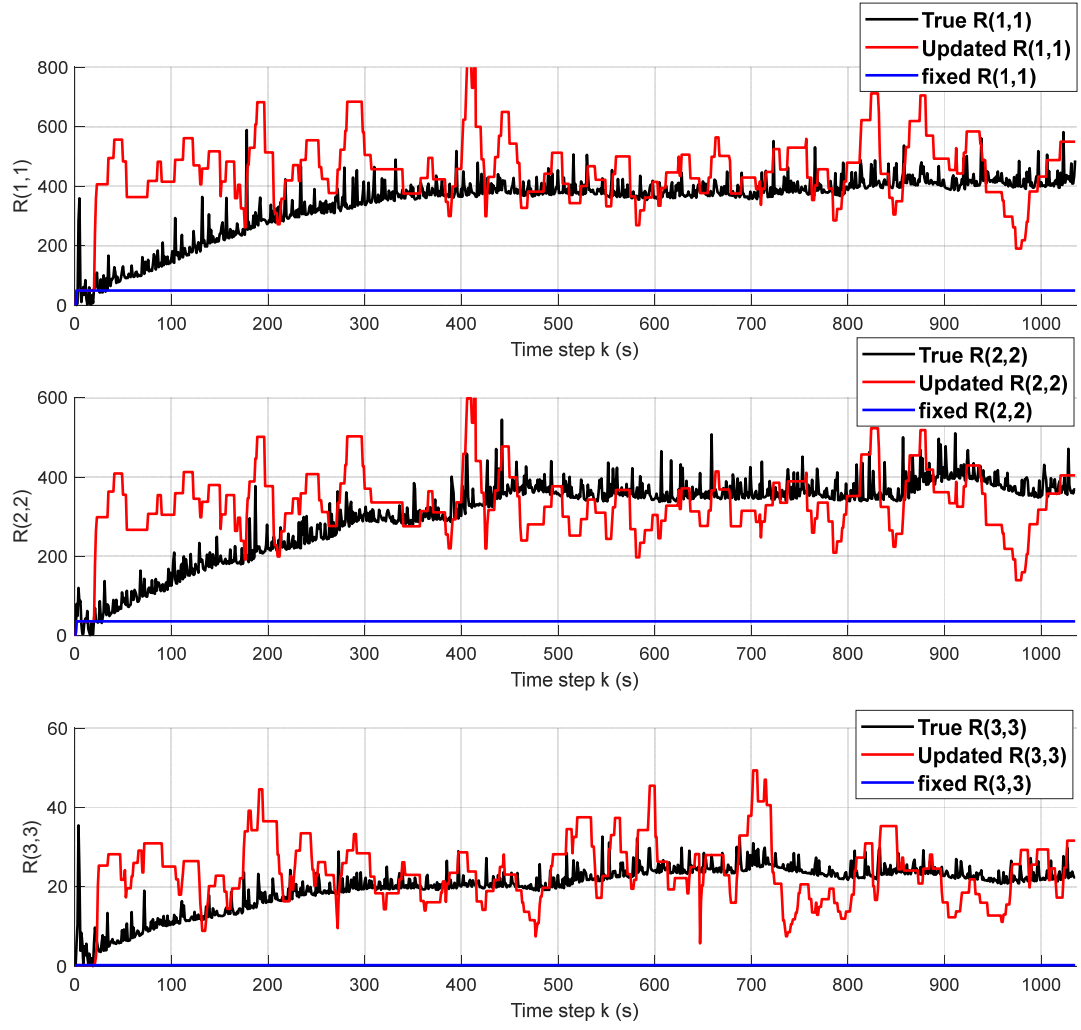 True R(1,1)
Updated R(1,1)
fixed R(1,1)
800
600
400
200
0
R(1,1)
0 100 200 300 400 500 600 700 800 900 1000
Time step k (s)
True R(2,2)
Updated R(2,2)
fixed R(2,2)
600
400
200
0
R(2,2)
0 100 200 300 400 500 600 700 800 900 1000
Time step k (s)
True R(3,3)
Updated R(3,3)
fixed R(3,3)
60
40
20
0
R(3,3)
0 100 200 300 400 500 600 700 800 900 1000
Time step k (s)